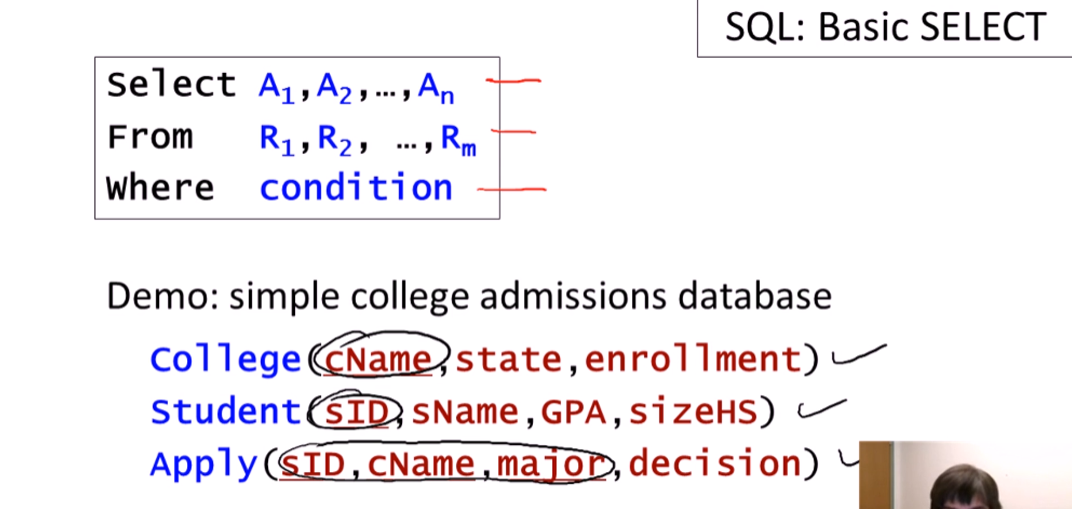 SQL: Basic SELECT
Select A₁,A₂,…,Aₙ
From R₁,R₂, …,Rₘ
Where condition
Demo: simple college admissions database
College(cName,state,enrollment)
Student(sID,sName,GPA,sizeHS)
Apply(sID,cName,major,decision)